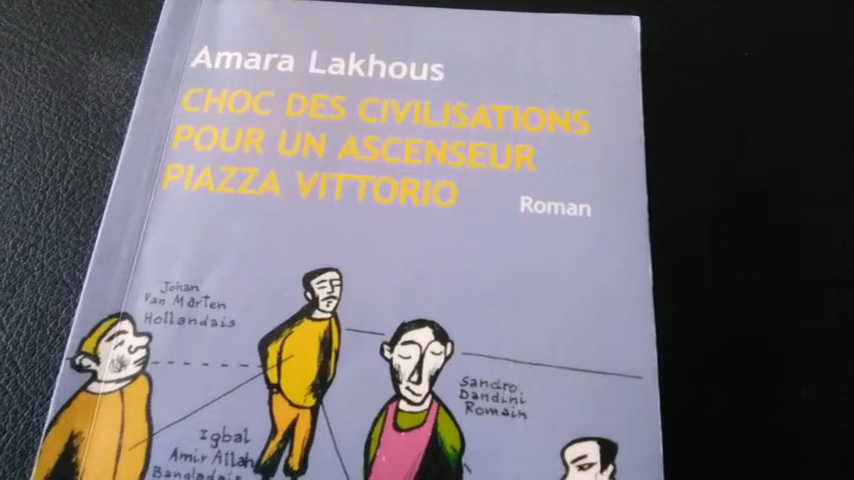 Amara Lakhous
CHOC DES CIVILISATIONS
POUR UN ASCENSEUR
PIAZZA VITTORIO
Roman
Johan
Van Marten
Hollandais
Sandro
Dandini
Romain
Iqbal
Amir Allah
Bangladais